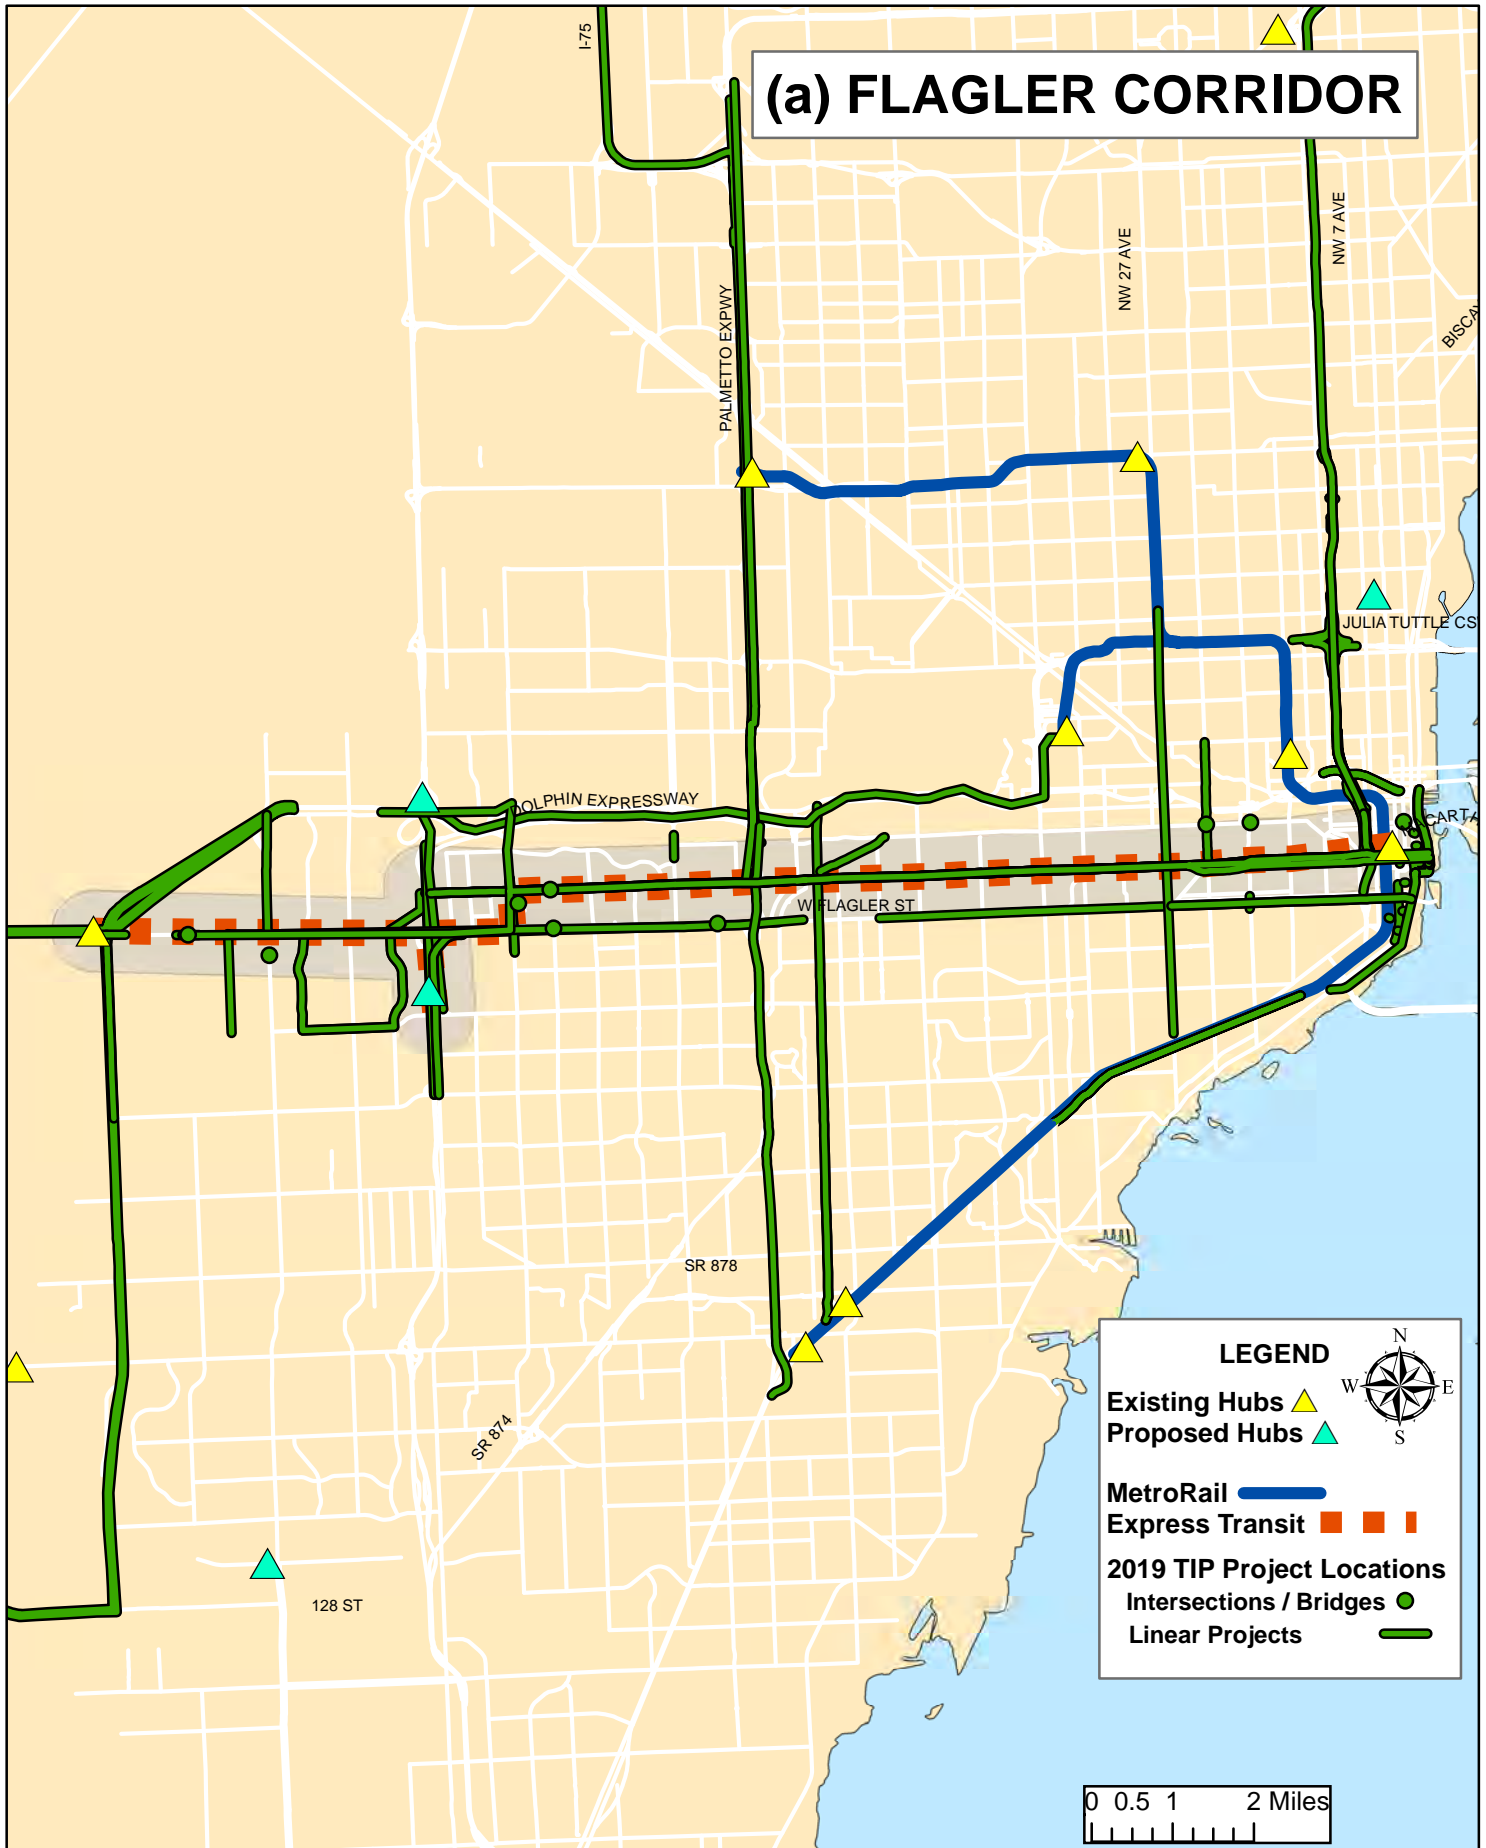 I-75
(a) FLAGLER CORRIDOR
NW 7 AVE
NW 27 AVE
PALMETTO EXPWY
JULIA TUTTLE CS
DOLPHIN EXPRESSWAY
W FLAGLER ST
SR 878
SR 874
128 ST
LEGEND
N
W E
S
Existing Hubs
Proposed Hubs
MetroRail
Express Transit
2019 TIP Project Locations
Intersections / Bridges
Linear Projects
0 0.5 1 2 Miles